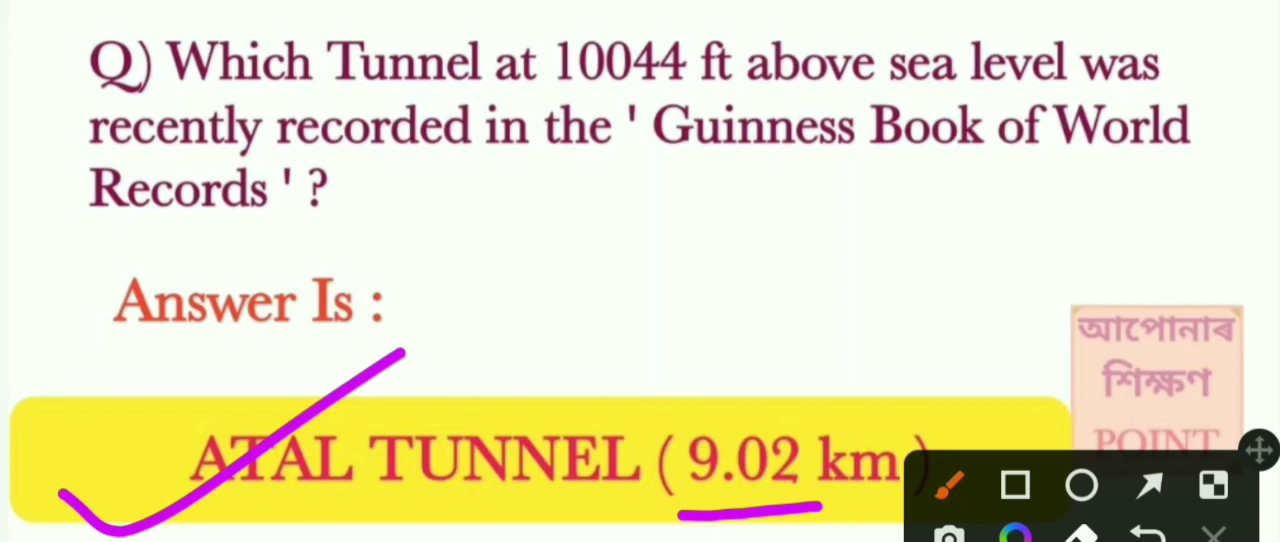 Q) Which Tunnel at 10044 ft above sea level was
recently recorded in the ' Guinness Book of World
Records ' ?
Answer Is :
ATAL TUNNEL ( 9.02 km )
আপোনাৰ
শিক্ষণ
POINT